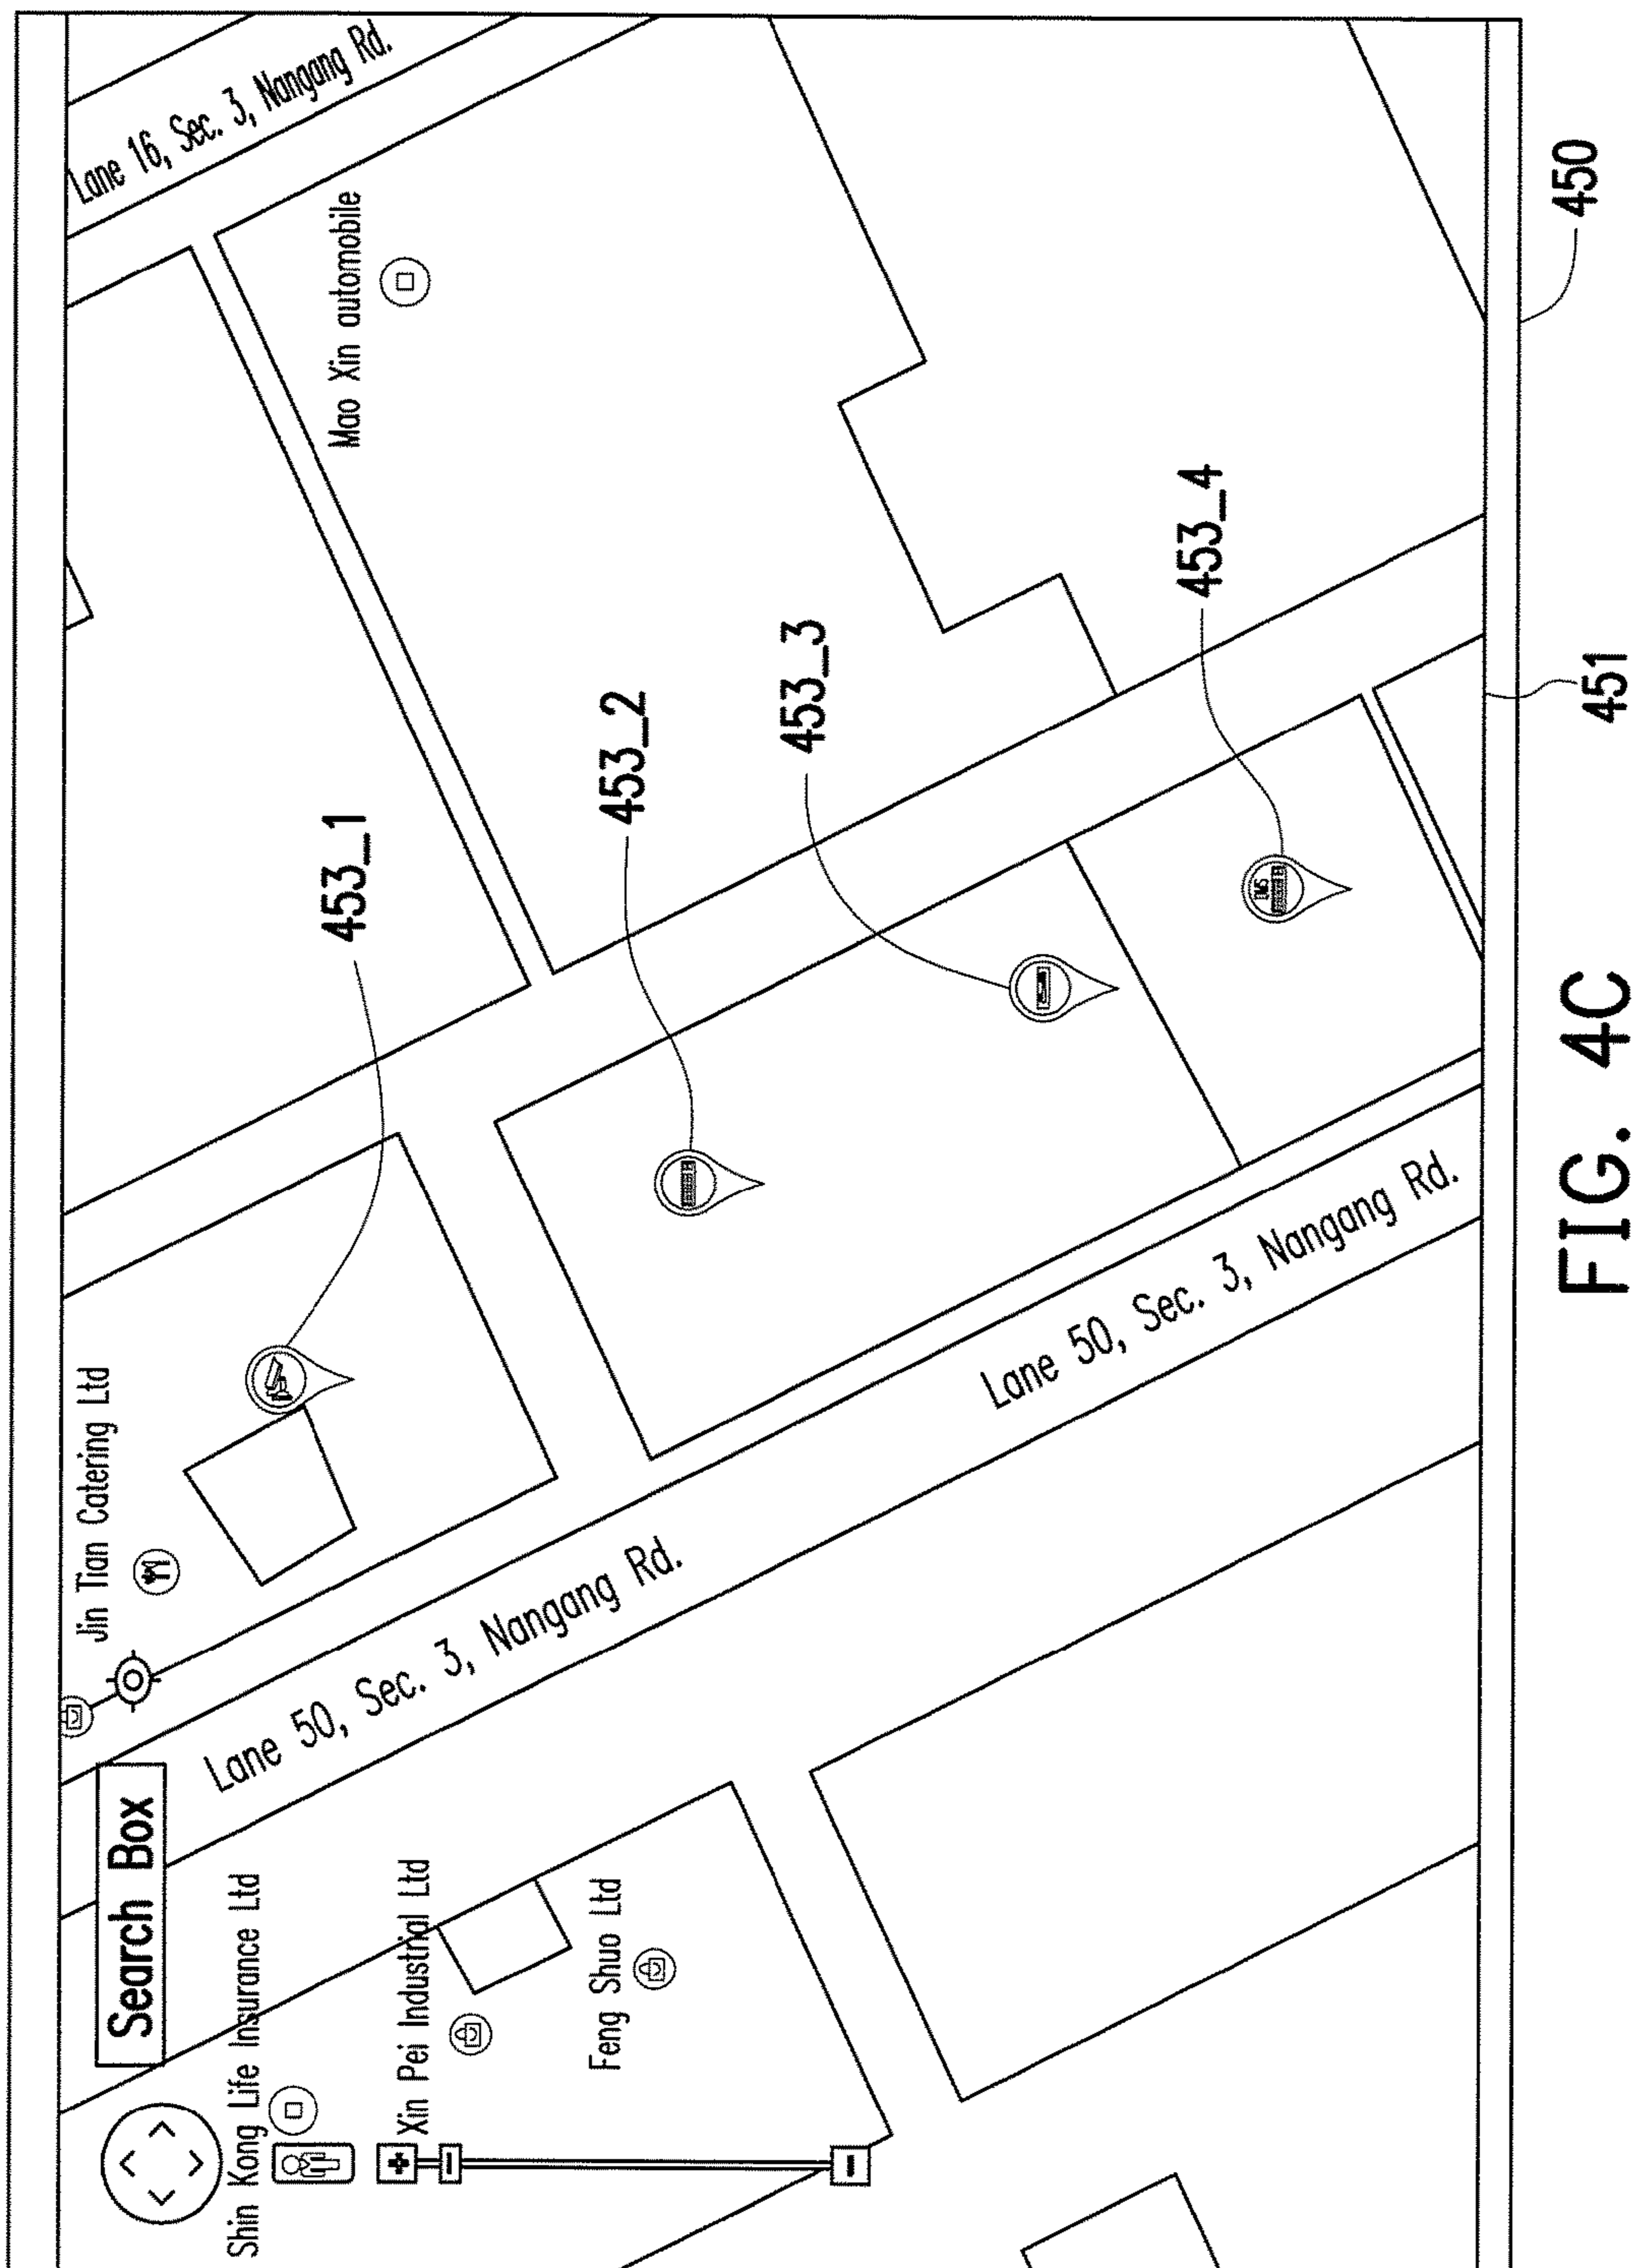 Search Box
Jin Tian Catering Ltd
Lane 16, Sec. 3, Nangang Rd.
Shin Kong Life Insurance Ltd
Mao Xin automobile
453_1
Lane 50, Sec. 3, Nangang Rd.
Xin Pei Industrial Ltd
Feng Shuo Ltd
453_2
453_3
Lane 50, Sec. 3, Nangang Rd.
453_4
450
451
FIG. 4C